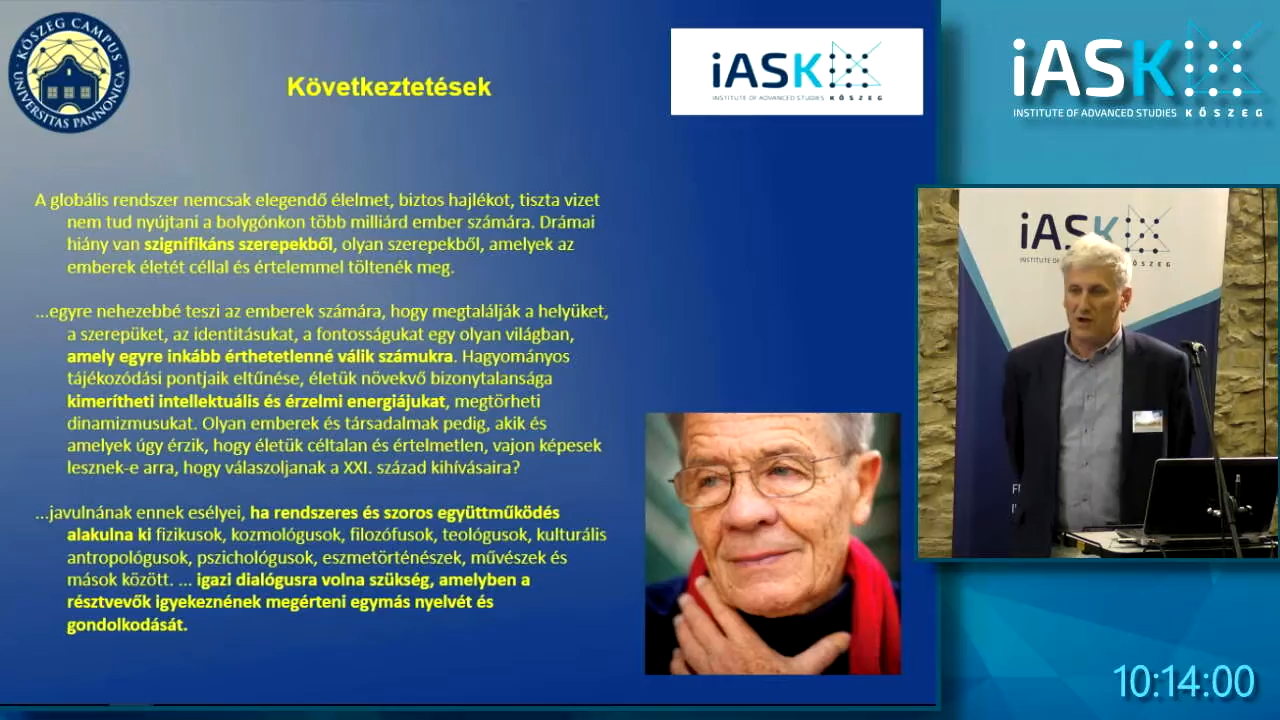 KŐSZEG CAMPUS
UNIVERSITAS PANNONICA
Következtetések
iASK
INSTITUTE OF ADVANCED STUDIES KŐSZEG
A globális rendszer nemcsak elegendő élelmet, biztos hajlékot, tiszta vizet
nem tud nyújtani a bolygónkon több milliárd ember számára. Drámai
hiány van szignifikáns szerepekből, olyan szerepekből, amelyek az
emberek életét céllal és értelemmel töltenék meg.
...egyre nehezebbé teszi az emberek számára, hogy megtalálják a helyüket,
a szerepüket, az identitásukat, a fontosságukat egy olyan világban,
amely egyre inkább érthetetlenné válik számukra. Hagyományos
tájékozódási pontjaik eltűnése, életük növekvő bizonytalansága
kimerítheti intellektuális és érzelmi energiájukat, megtörheti
dinamizmusukat. Olyan emberek és társadalmak pedig, akik és
amelyek úgy érzik, hogy életük céltalan és értelmetlen, vajon képesek
lesznek-e arra, hogy válaszoljanak a XXI. század kihívásaira?
...javulnának ennek esélyei, ha rendszeres és szoros együttműködés
alakulna ki fizikusok, kozmológusok, filozófusok, teológusok, kulturális
antropológusok, pszichológusok, eszmetörténészek, művészek és
mások között. ... igazi dialógusra volna szükség, amelyben a
résztvevők igyekeznének megérteni egymás nyelvét és
gondolkodását.
iASK
INSTITUTE OF ADVANCED STUDIES KŐSZEG
iASK
INSTITUTE OF
KŐSZEG
10:14:00